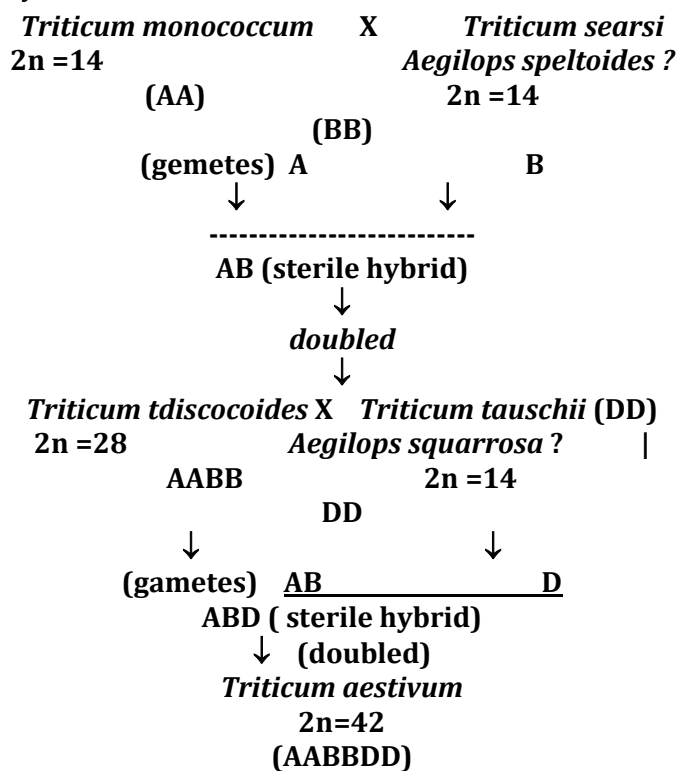 Triticum monococcum X Triticum searsi
2n =14 Aegilops speltoides ?
(AA) 2n =14
(BB)
(gemetes) A B
↓ ↓
---------------------------
AB (sterile hybrid)
↓
doubled
↓
Triticum tdiscocoides X Triticum tauschii (DD)
2n =28 Aegilops squarrosa ? |
AABB 2n =14
DD
↓ ↓
(gametes) AB D
ABD ( sterile hybrid)
↓ (doubled)
Triticum aestivum
2n=42
(AABBDD)